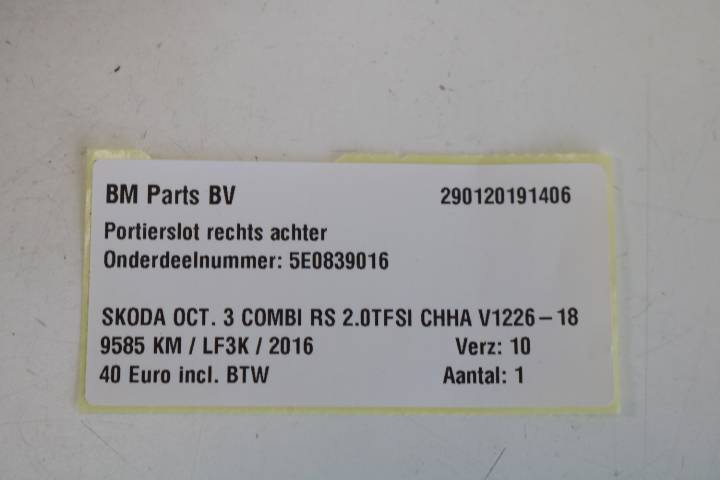 BM Parts BV 290120191406
Portierslot rechts achter
Onderdeelnummer: 5E0839016
SKODA OCT. 3 COMBI RS 2.0TFSI CHHA V1226-18
9585 KM / LF3K / 2016 Verz: 10
40 Euro incl. BTW Aantal: 1